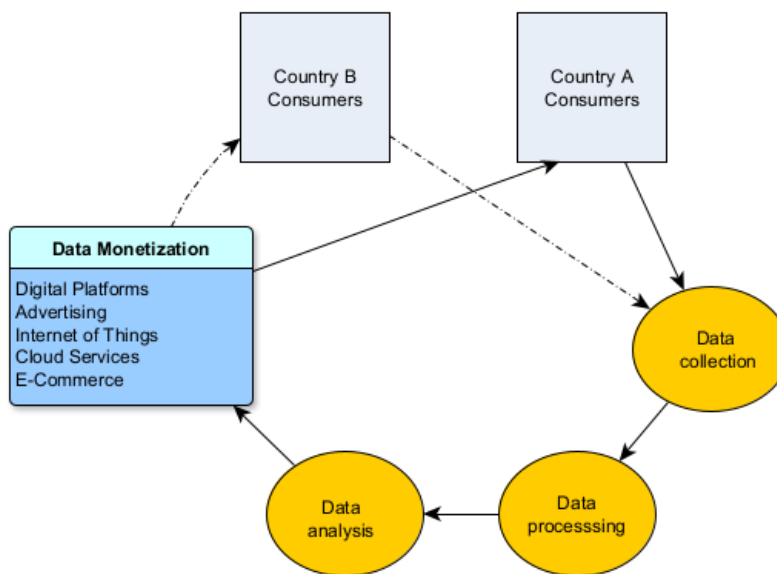 Country B
Consumers
Country A
Consumers
Data Monetization
Digital Platforms
Advertising
Internet of Things
Cloud Services
E-Commerce
Data
collection
Data
processsing
Data
analysis